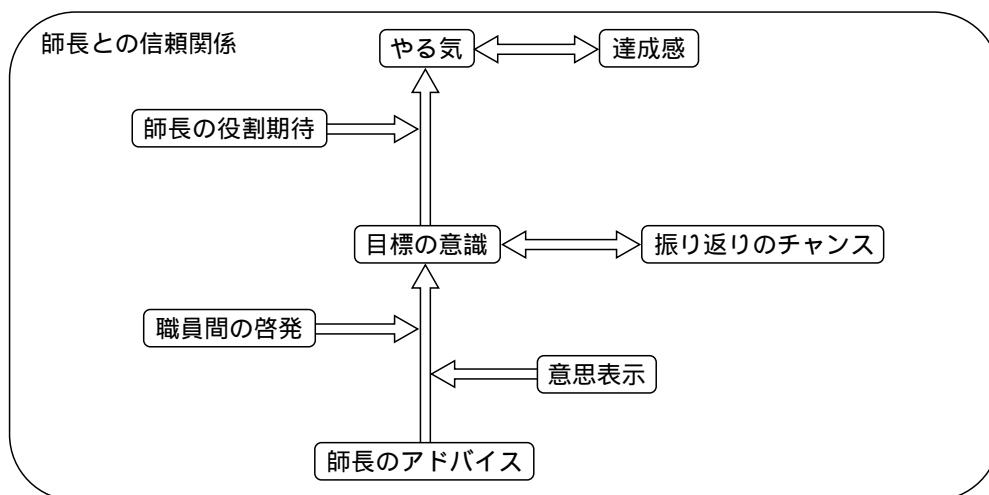 師長との信頼関係
やる気
達成感
師長の役割期待
目標の意識
振り返りのチャンス
職員間の啓発
意思表示
師長のアドバイス